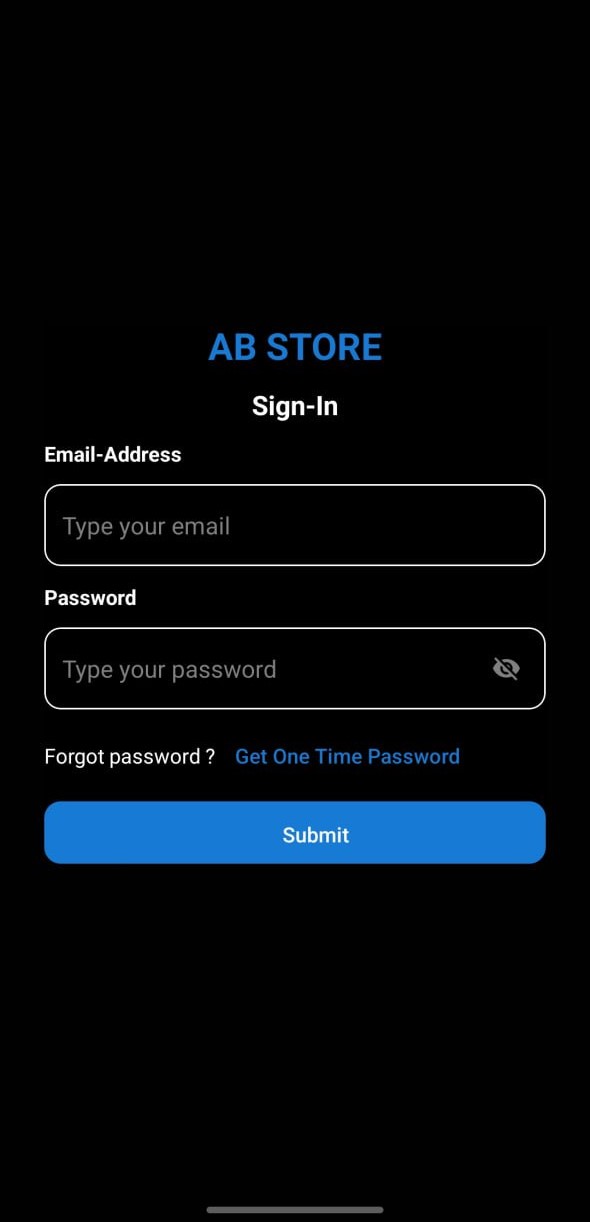 AB STORE
Sign-In
Email-Address
Type your email
Password
Type your password
Forgot password ? Get One Time Password
Submit